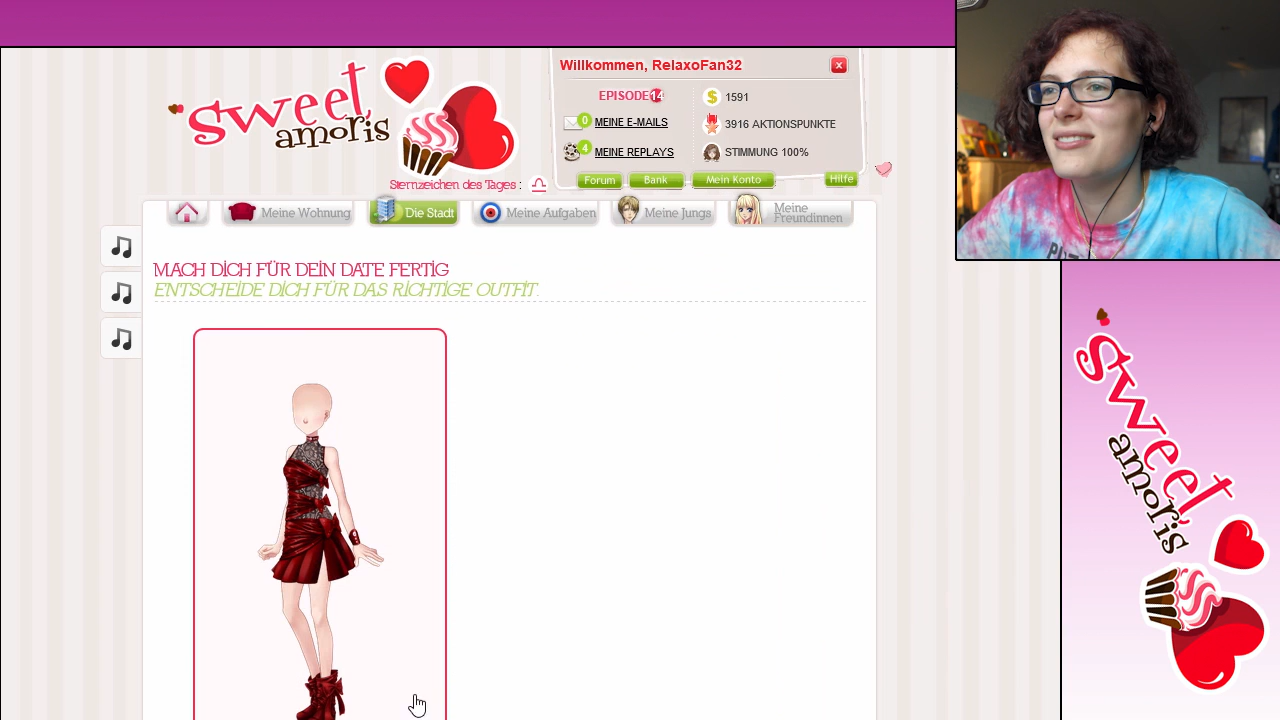 sweet
amoris
Sternzeichen des Tages :
Willkommen, RelaxoFan32
x
EPISODE 14
0 MEINE E-MAILS
4 MEINE REPLAYS
$ 1591
3916 AKTIONSPUNKTE
STIMMUNG 100%
Forum
Bank
Mein Konto
Hilfe
Meine Wohnung
Die Stadt
Meine Aufgaben
Meine Jungs
Meine
Freundinnen
MACH DICH FÜR DEIN DATE FERTIG
ENTSCHEIDE DICH FÜR DAS RICHTIGE OUTFIT.
sweet
amoris